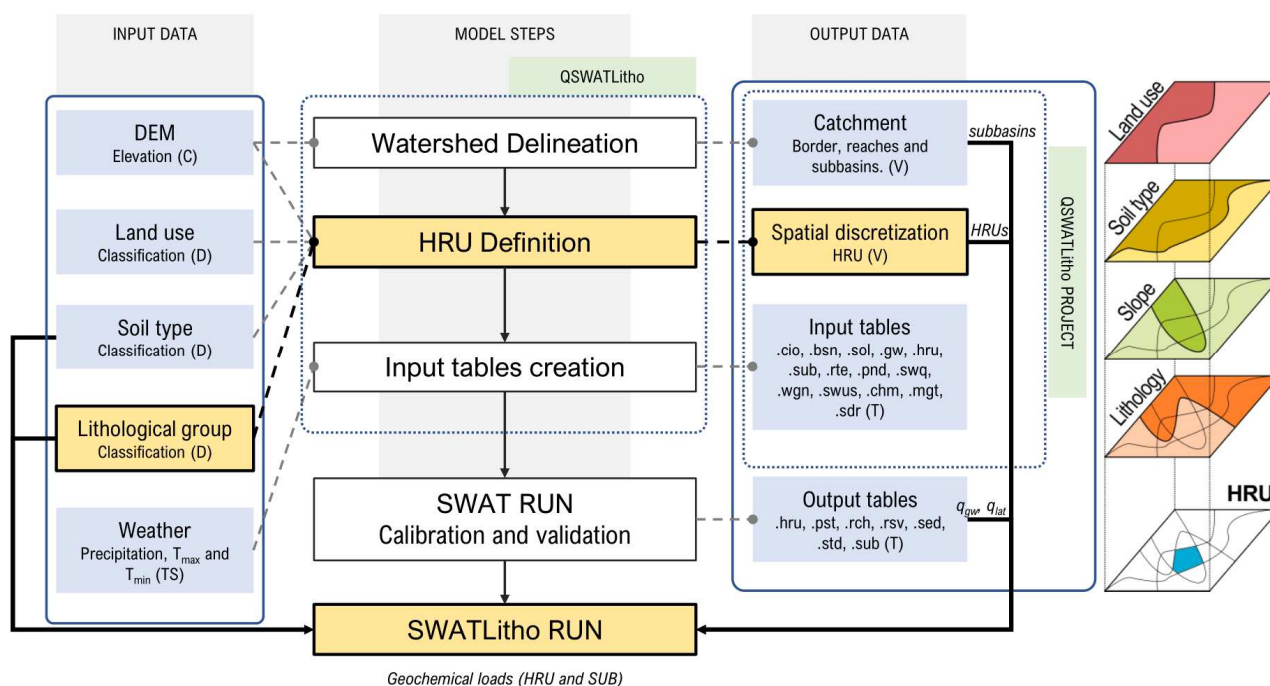 INPUT DATA
MODEL STEPS
OUTPUT DATA
QSWATLitho
DEM
Elevation (C)
Land use
Classification (D)
Soil type
Classification (D)
Lithological group
Classification (D)
Weather
Precipitation, Tmax and
Tmin (TS)
Watershed Delineation
HRU Definition
Input tables creation
SWAT RUN
Calibration and validation
SWATLitho RUN
Geochemical loads (HRU and SUB)
Catchment
Border, reaches and
subbasins. (V)
subbasins
Spatial discretization
HRU (V)
HRUs
Input tables
.cio, .bsn, .sol, .gw, .hru,
.sub, .rte, .pnd, .swq,
.wgn, .swus, .chm, .mgt,
.sdr (T)
Output tables
.hru, .pst, .rch, .rsv, .sed,
.std, .sub (T)
qgw, qlat
QSWATLitho PROJECT
Land use
Soil type
Slope
Lithology
HRU